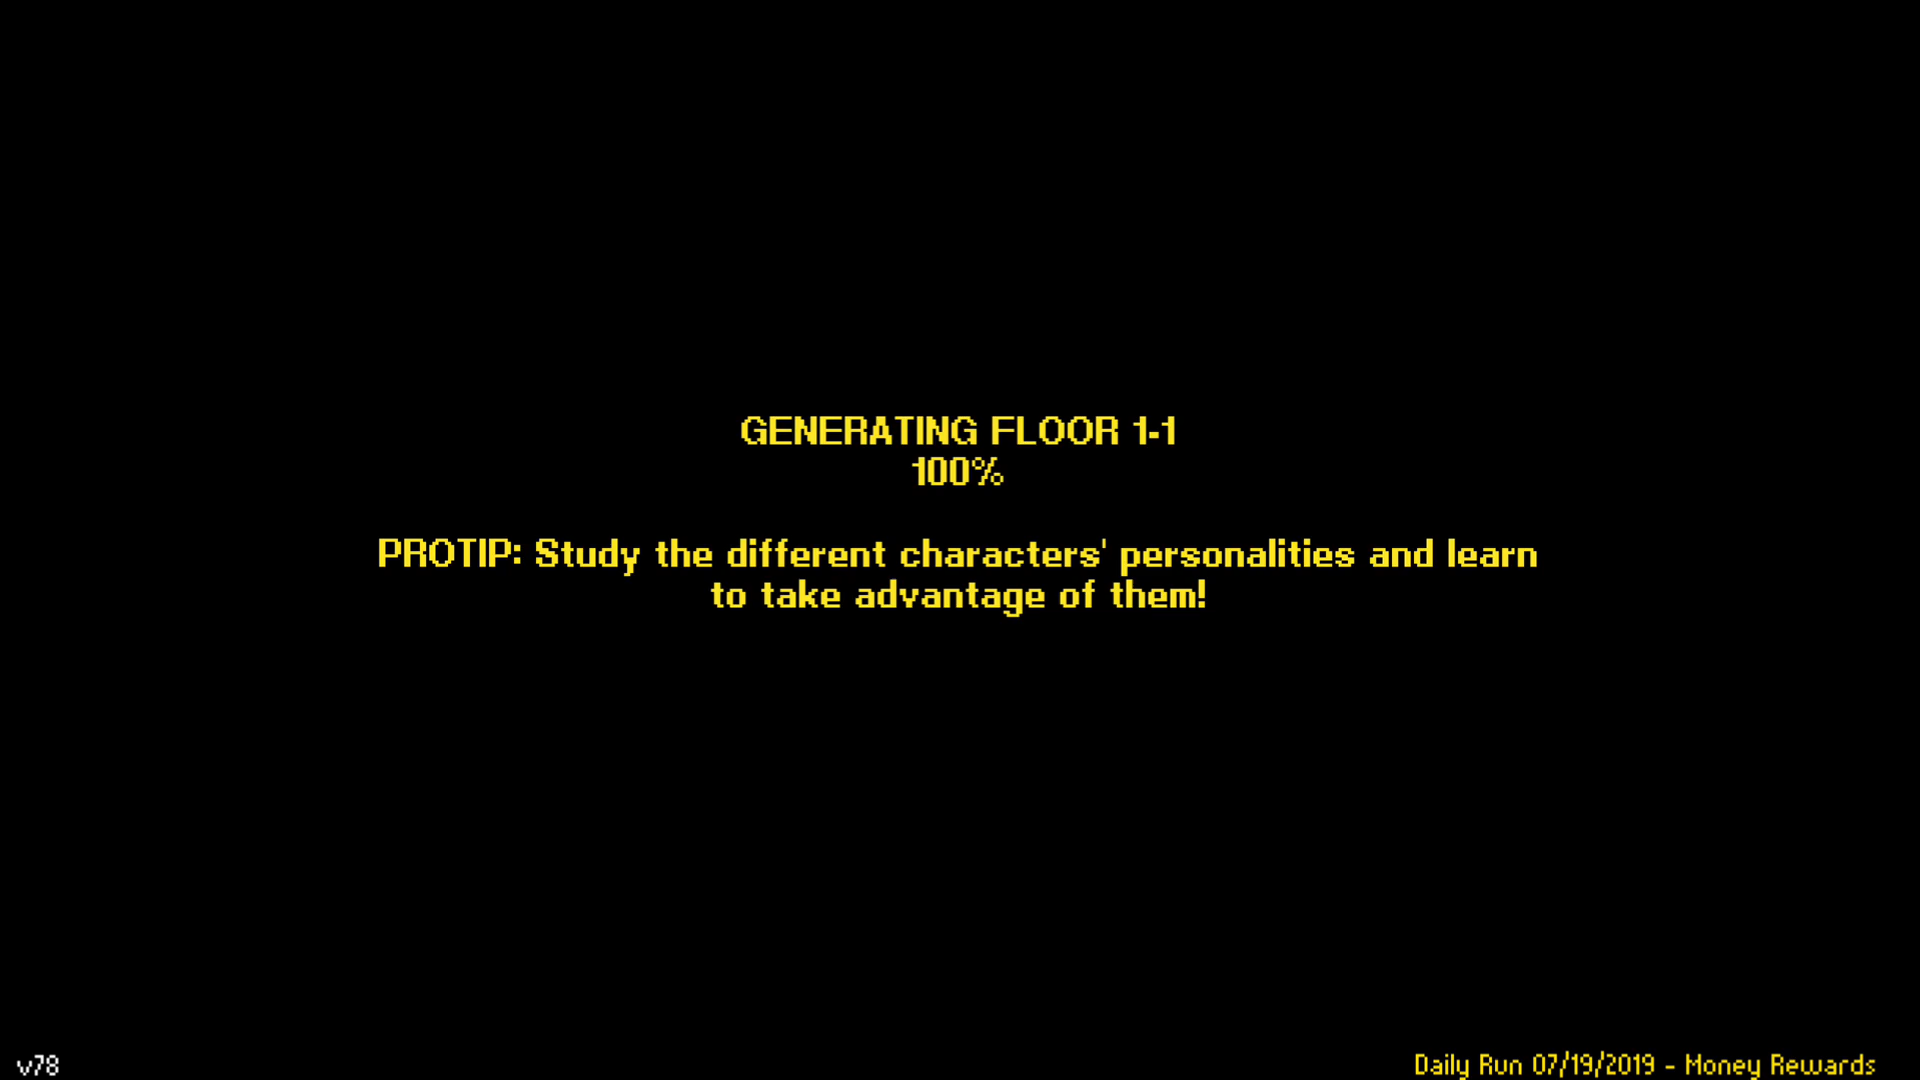 GENERATING FLOOR 1-1
100%
PROTIP: Study the different characters' personalities and learn
to take advantage of them!
v78
Daily Run 07/19/2019 - Money Rewards